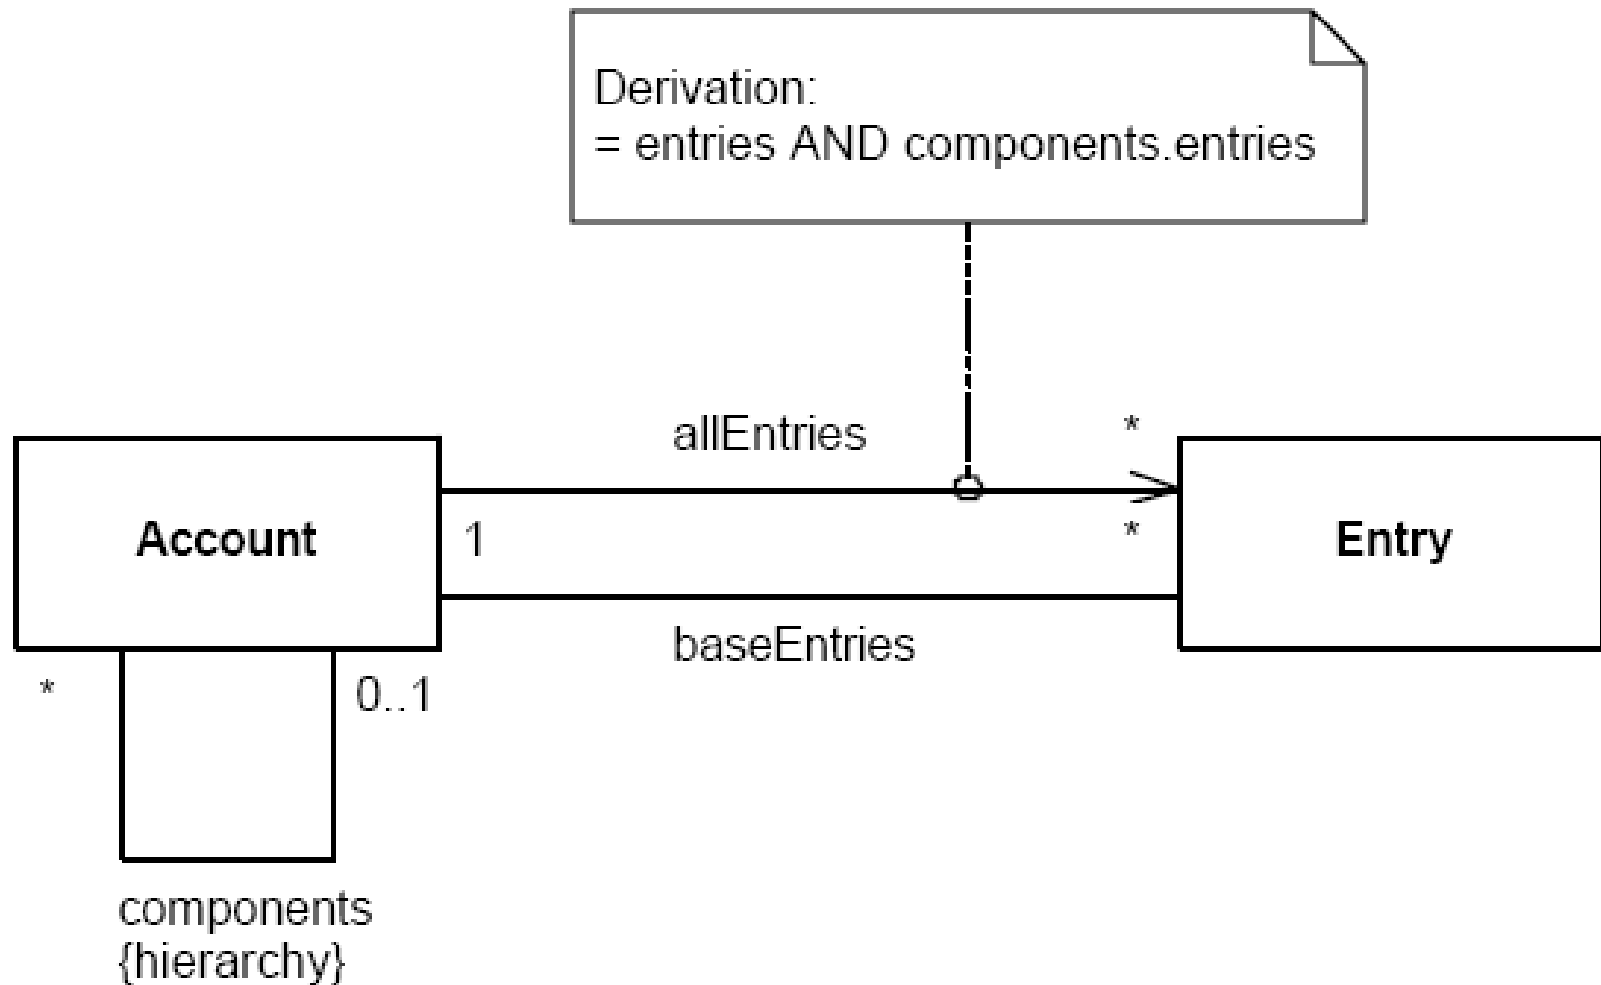 Derivation:
= entries AND components.entries
allEntries
*
Account
1
*
Entry
baseEntries
*
0..1
components
{hierarchy}